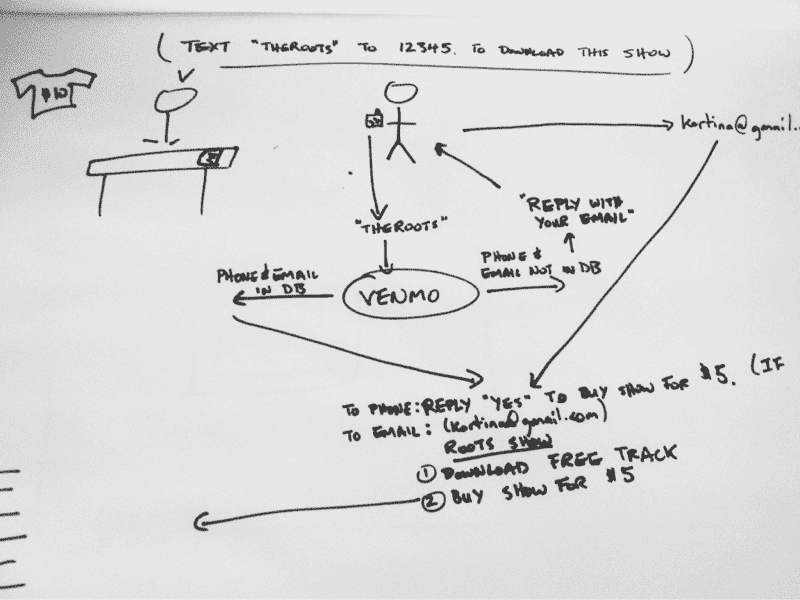 (TEXT "THEROOTS" TO 12345. TO DOWNLOAD THIS SHOW)
$10
kortina@gmail.
"REPLY WITH
YOUR EMAIL"
"THEROOTS"
PHONE &
EMAIL NOT IN DB
PHONE & EMAIL
IN DB
VENMO
TO PHONE: REPLY "YES" TO BUY SHOW FOR $5. (IF
TO EMAIL: (kortina@gmail.com)
ROOTS SHOW
1 DOWNLOAD FREE TRACK
2 BUY SHOW FOR $5